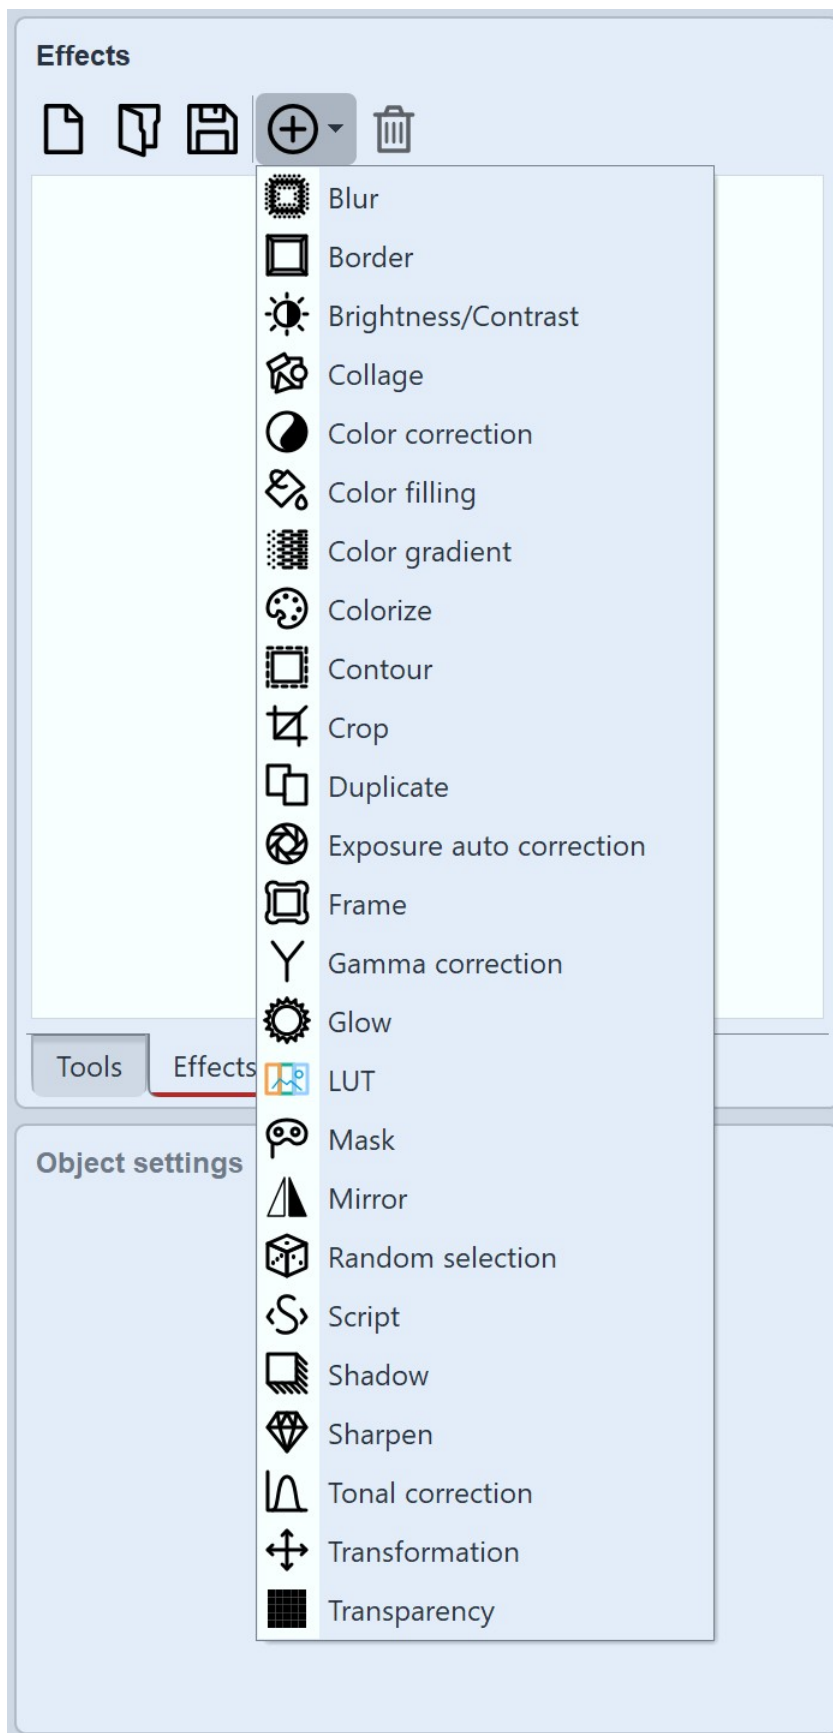 Effects
Blur
Border
Brightness/Contrast
Collage
Color correction
Color filling
Color gradient
Colorize
Contour
Crop
Duplicate
Exposure auto correction
Frame
Gamma correction
Glow
LUT
Mask
Mirror
Random selection
Script
Shadow
Sharpen
Tonal correction
Transformation
Transparency
Tools
Effects
Object settings